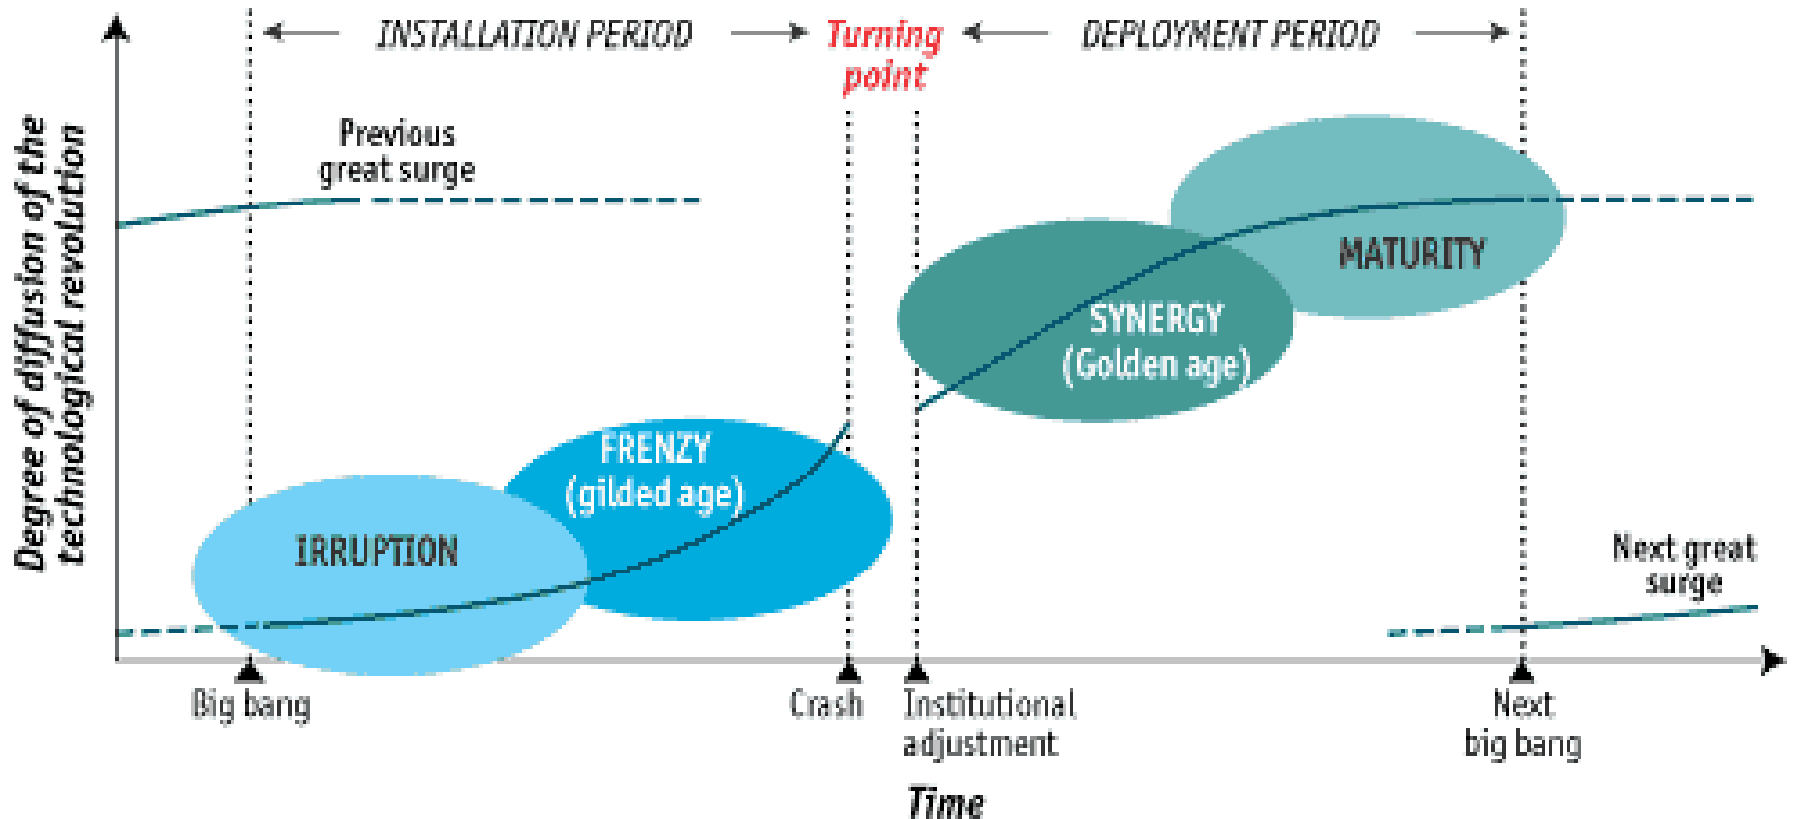 INSTALLATION PERIOD
Turning
point
DEPLOYMENT PERIOD
Degree of diffusion of the
technological revolution
Previous
great surge
MATURITY
SYNERGY
(Golden age)
FRENZY
(gilded age)
IRRUPTION
Next great
surge
Big bang
Crash
Institutional
adjustment
Next
big bang
Time